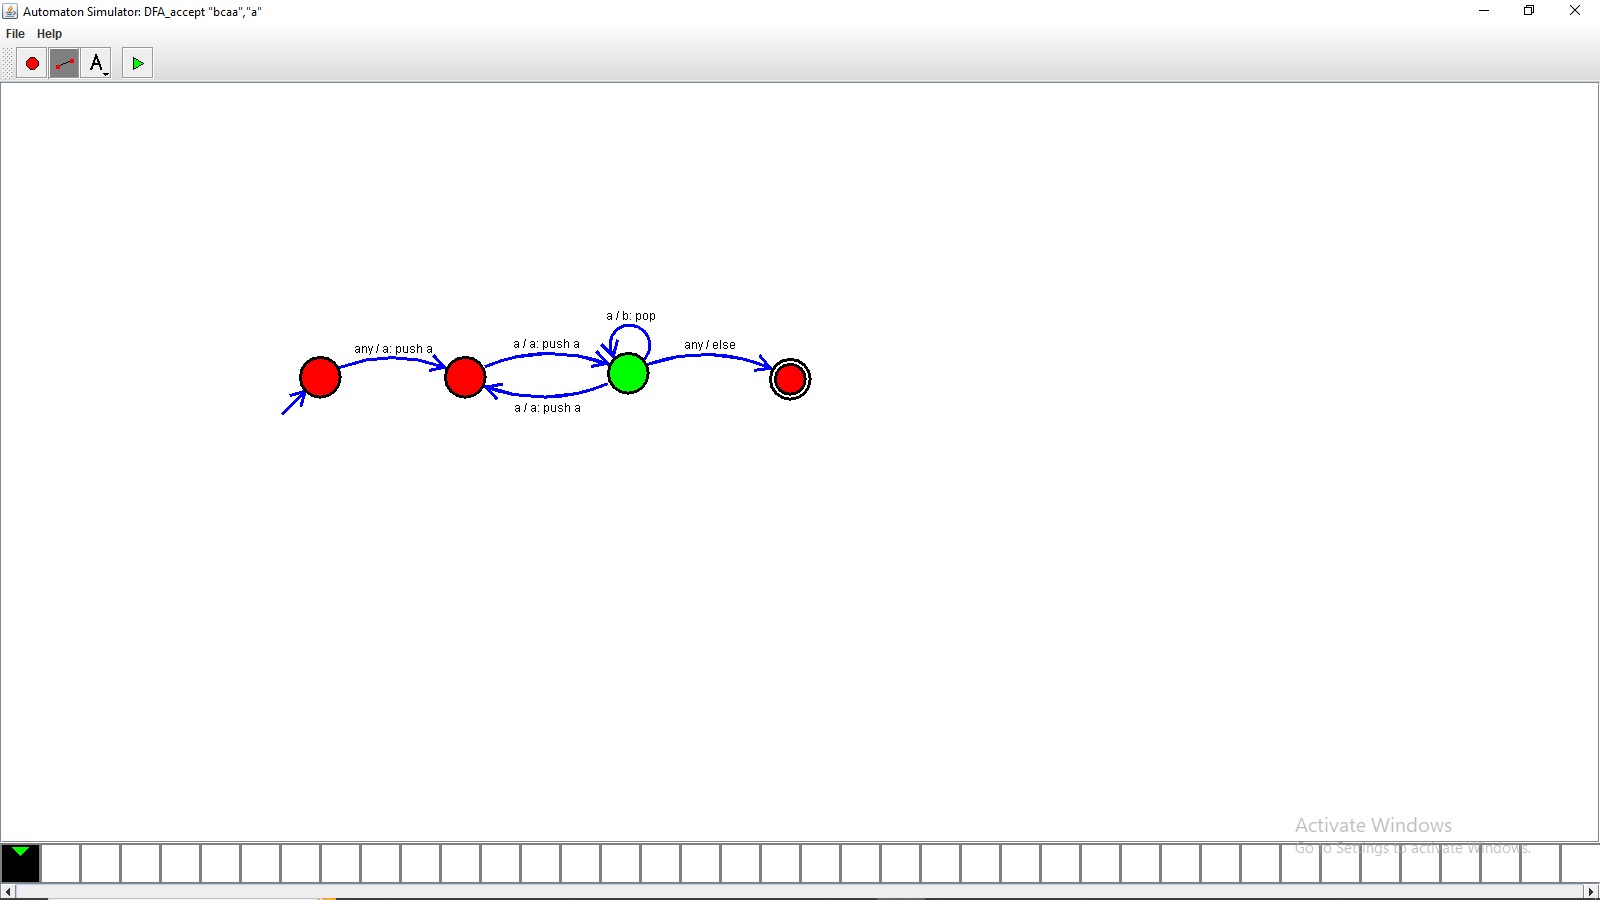 Automaton Simulator: DFA_accept "bcaa","a"
File Help
A
a / b: pop
any / a: push a
a / a: push a
any / else
a / a: push a
Activate Windows
Go to Settings to activate Windows.